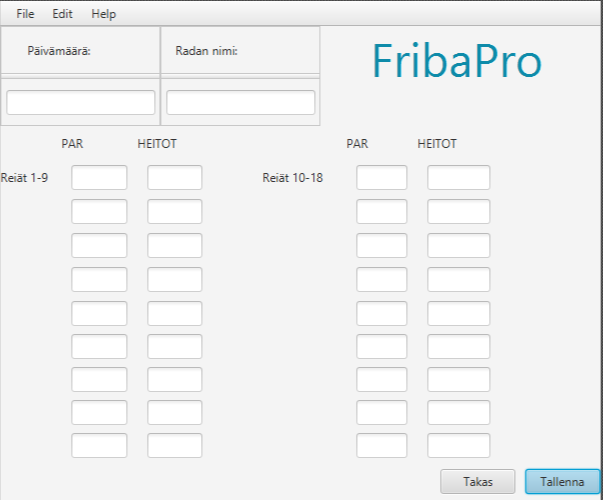 File Edit Help
Päivämäärä: Radan nimi:
FribaPro
PAR HEITOT PAR HEITOT
Reiät 1-9 Reiät 10-18
Takas Tallenna